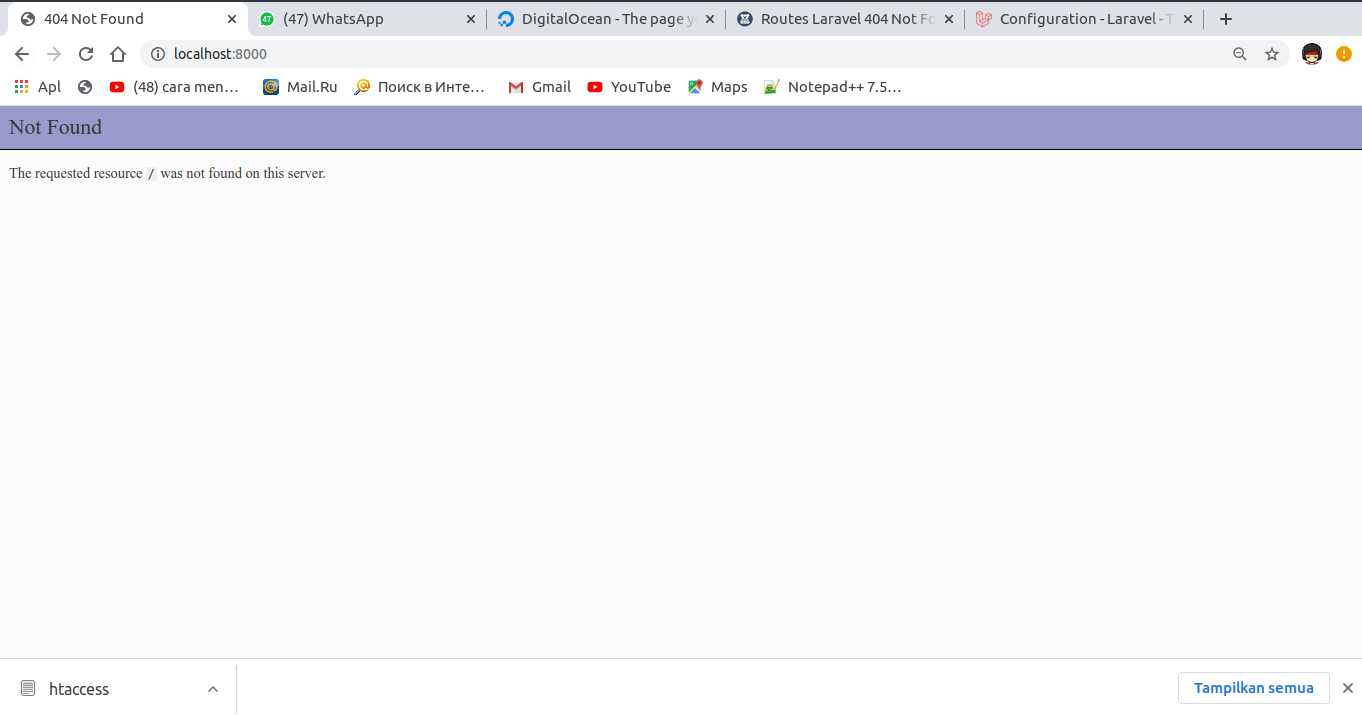 404 Not Found
47 (47) WhatsApp
DigitalOcean - The page y
Routes Laravel 404 Not Fo
Configuration - Laravel - T
localhost:8000
Apl
(48) cara men...
Mail.Ru
Поиск в Инте...
Gmail
YouTube
Maps
Notepad++ 7.5...
Not Found
The requested resource / was not found on this server.
htaccess
Tampilkan semua